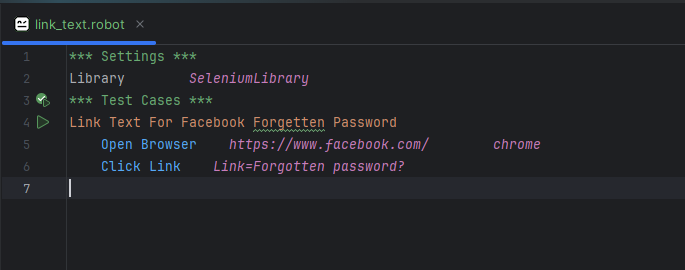 link_text.robot
1 *** Settings ***
2 Library SeleniumLibrary
3 *** Test Cases ***
4 Link Text For Facebook Forgetten Password
5 Open Browser https://www.facebook.com/ chrome
6 Click Link Link=Forgotten password?
7